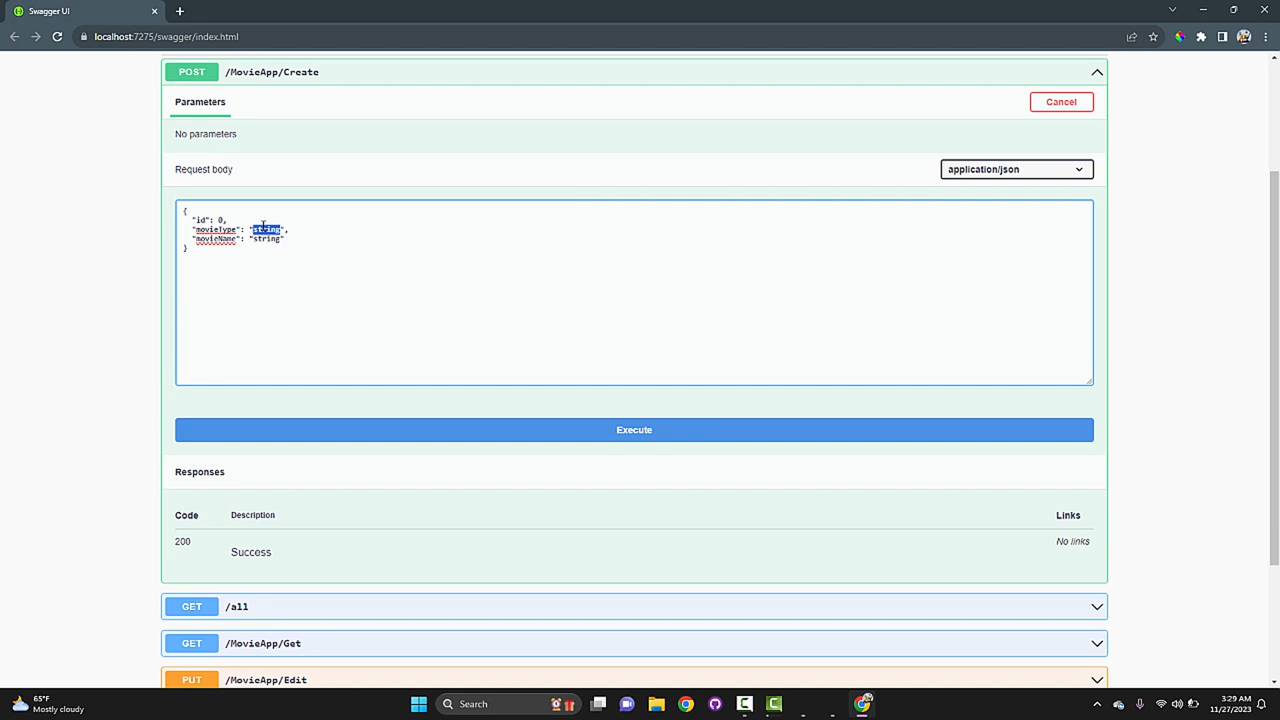 Swagger UI
localhost:7275/swagger/index.html
POST /MovieApp/Create
Parameters
Cancel
No parameters
Request body
application/json
{
"id": 0,
"movieType": "string",
"movieName": "string"
}
Execute
Responses
Code Description Links
200 Success No links
GET /all
GET /MovieApp/Get
PUT /MovieApp/Edit
65°F
Mostly cloudy
Search
3:29 AM
11/27/2023